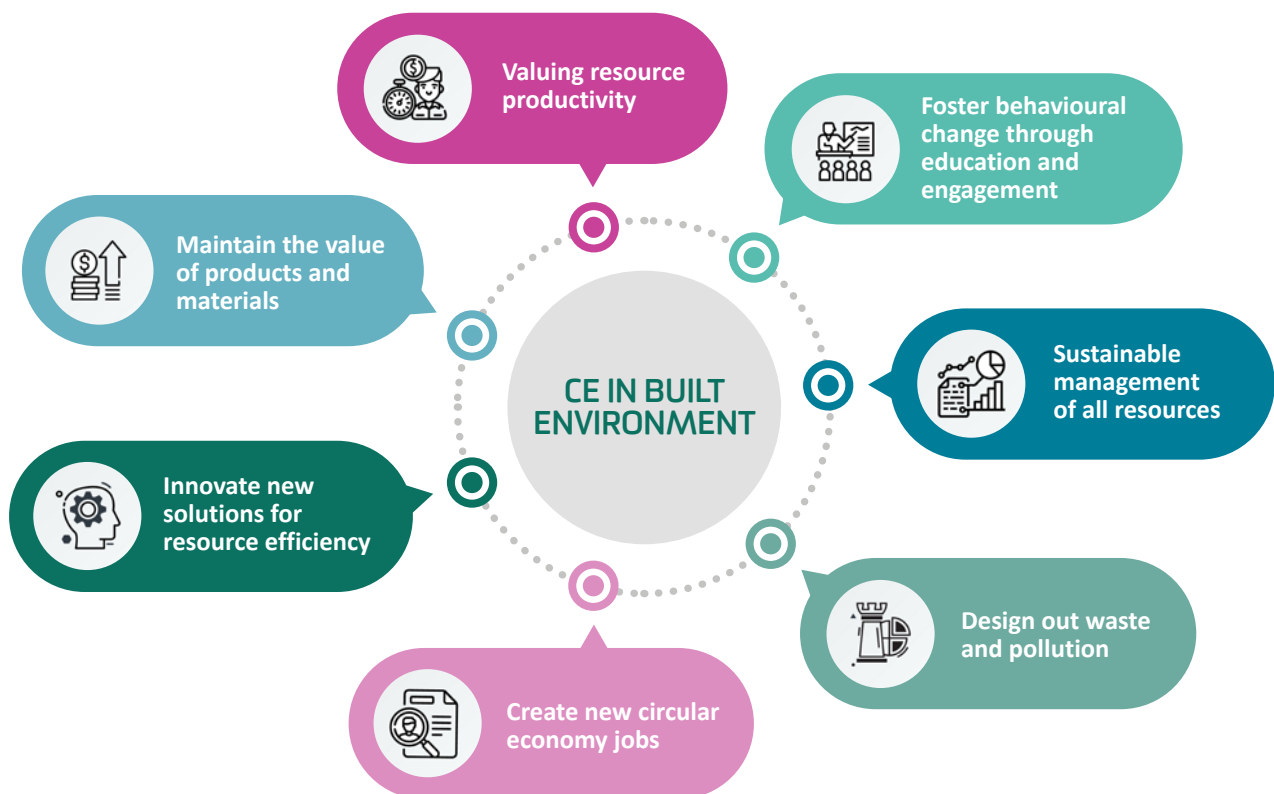 Valuing resource
productivity
Foster behavioural
change through
education and
engagement
Maintain the value
of products and
materials
Sustainable
management
of all resources
CE IN BUILT
ENVIRONMENT
Innovate new
solutions for
resource efficiency
Design out waste
and pollution
Create new circular
economy jobs